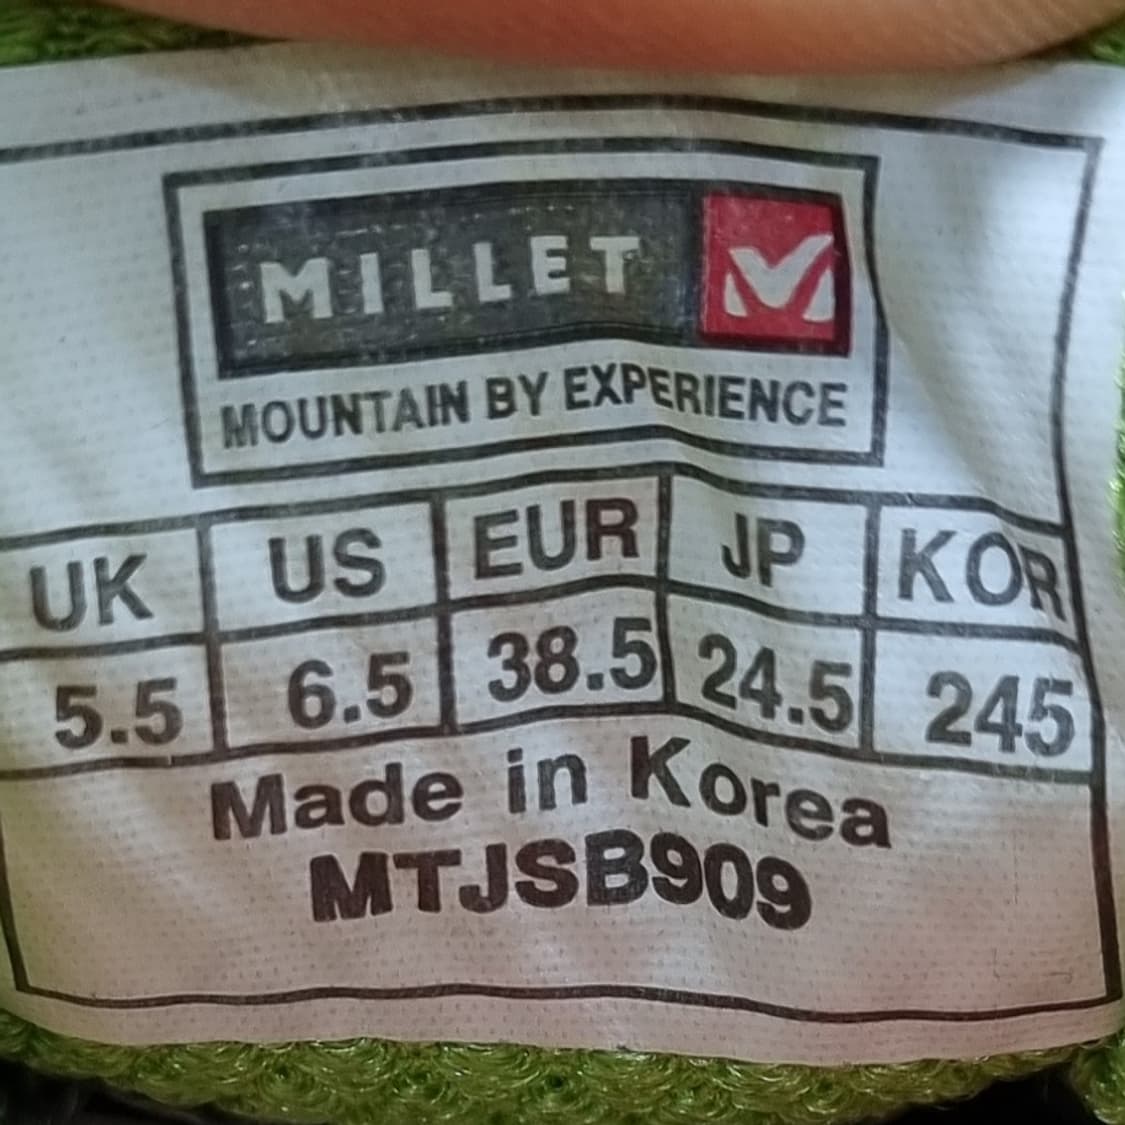 MILLET
MOUNTAIN BY EXPERIENCE
UK US EUR JP KOR
5.5 6.5 38.5 24.5 245
Made in Korea
MTJSB909